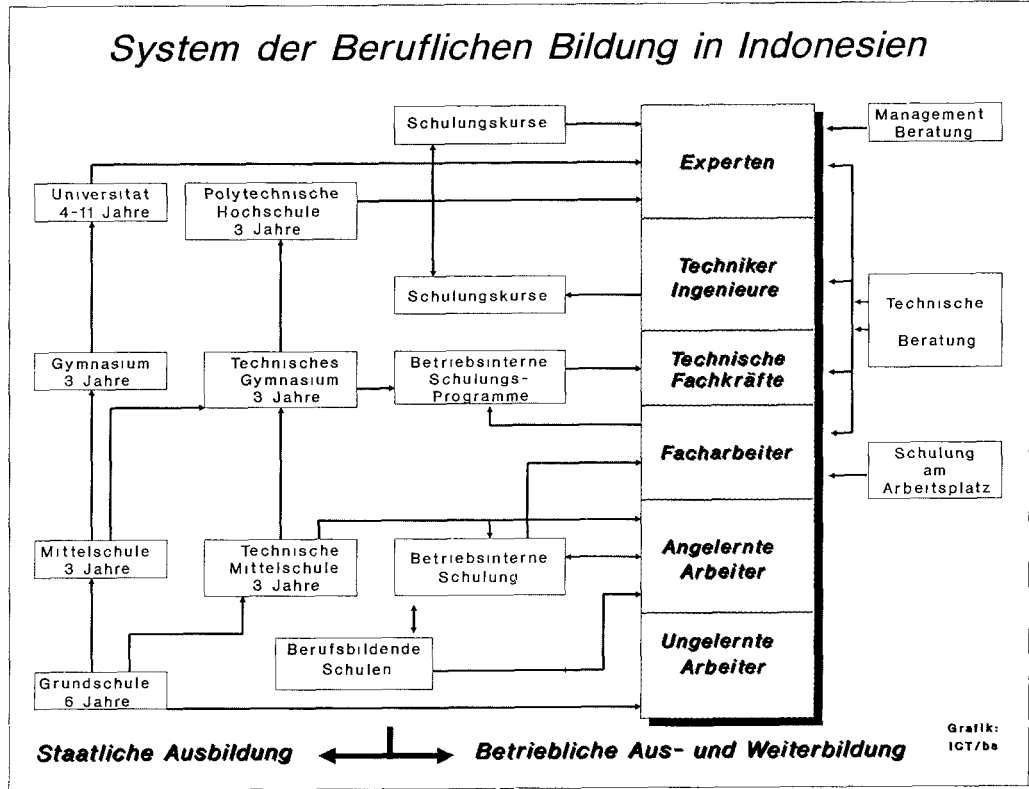 System der Beruflichen Bildung in Indonesien
Schulungskurse
Management
Beratung
Experten
Universitat
4-11 Jahre
Polytechnische
Hochschule
3 Jahre
Techniker
Ingenieure
Schulungskurse
Technische
Beratung
Gymnasium
3 Jahre
Technisches
Gymnasium
3 Jahre
Betriebsinterne
Schulungs-
Programme
Technische
Fachkräfte
Facharbeiter
Schulung
am
Arbeitsplatz
Mittelschule
3 Jahre
Technische
Mittelschule
3 Jahre
Betriebsinterne
Schulung
Angelernte
Arbeiter
Berufsbildende
Schulen
Ungelernte
Arbeiter
Grundschule
6 Jahre
Staatliche Ausbildung
Betriebliche Aus- und Weiterbildung
Grafik:
ICT/ba